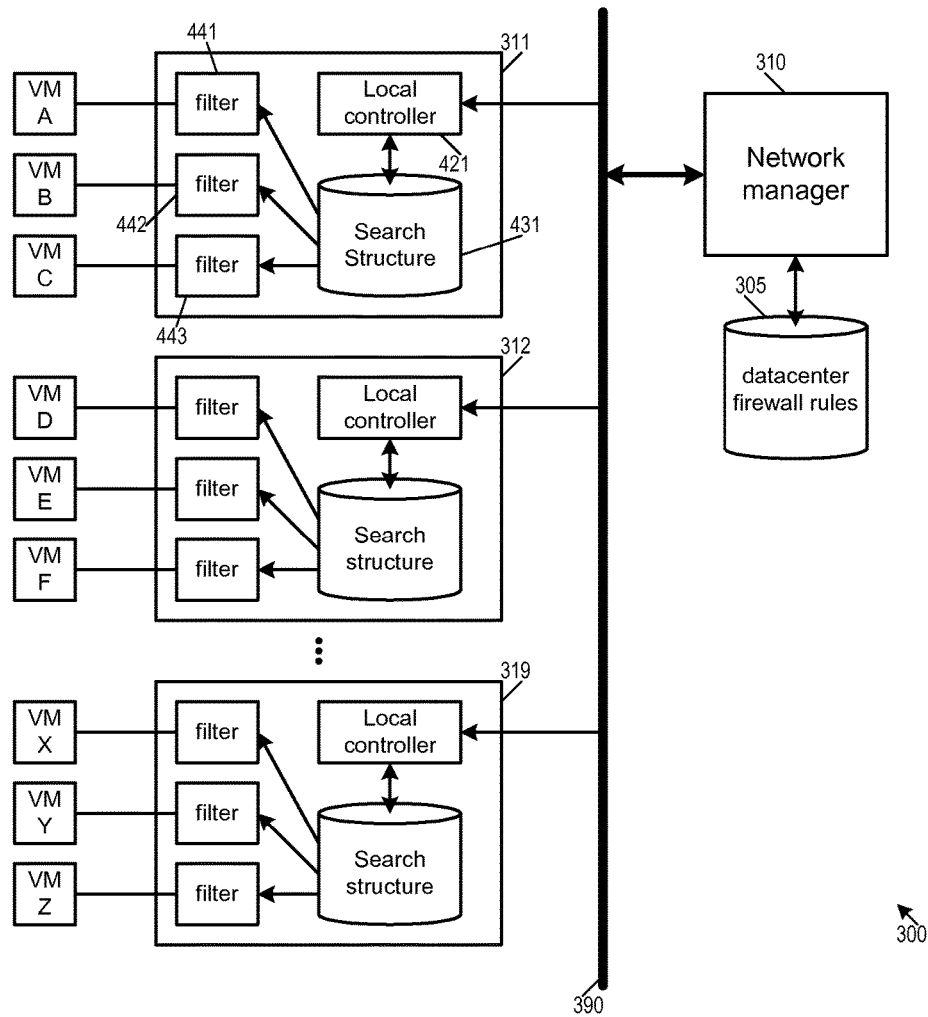 441
311
VM
A
filter
Local
controller
421
VM
B
filter
442
Search
Structure
431
VM
C
filter
443
310
Network
manager
305
datacenter
firewall rules
312
VM
D
filter
Local
controller
VM
E
filter
Search
structure
VM
F
filter
319
VM
X
filter
Local
controller
VM
Y
filter
Search
structure
VM
Z
filter
390
300